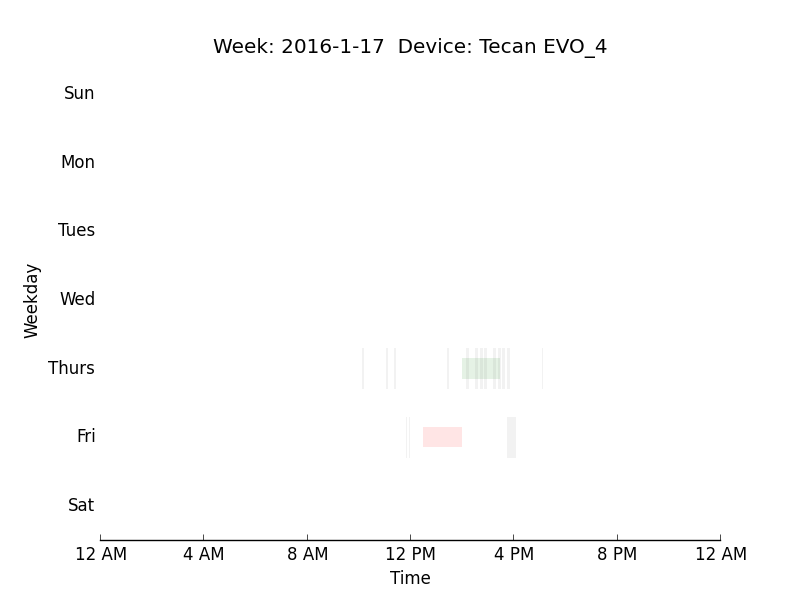 Week: 2016-1-17  Device: Tecan EVO_4
Sun
Mon
Tues
Wed
Thurs
Fri
Sat
Weekday
12 AM 4 AM 8 AM 12 PM 4 PM 8 PM 12 AM
Time